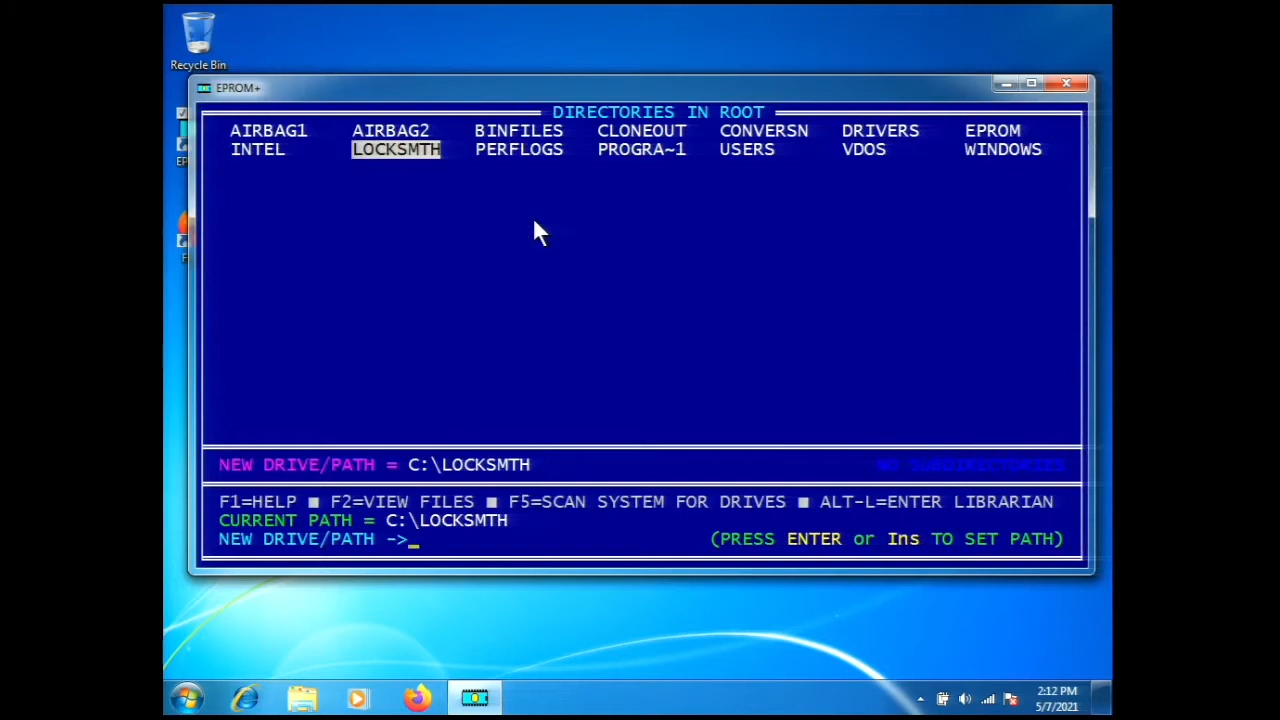 Recycle Bin
EPROM+
DIRECTORIES IN ROOT
AIRBAG1 AIRBAG2 BINFILES CLONEOUT CONVERSN DRIVERS EPROM
INTEL LOCKSMTH PERFLOGS PROGRA~1 USERS VDOS WINDOWS
NEW DRIVE/PATH = C:\LOCKSMTH NO SUBDIRECTORIES
F1=HELP ■ F2=VIEW FILES ■ F5=SCAN SYSTEM FOR DRIVES ■ ALT-L=ENTER LIBRARIAN
CURRENT PATH = C:\LOCKSMTH
NEW DRIVE/PATH ->_ (PRESS ENTER or Ins TO SET PATH)
2:12 PM
5/7/2021